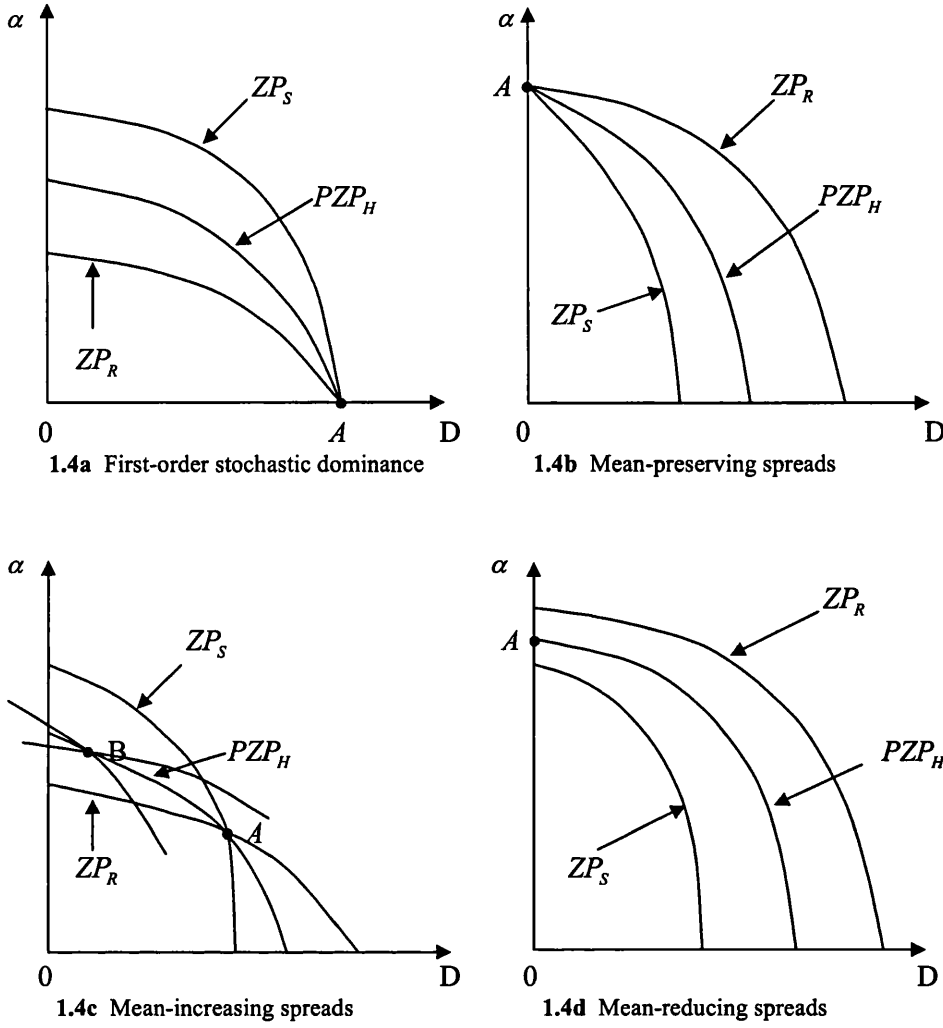 α
ZP_S
PZP_H
ZP_R
0
A
D
1.4a First-order stochastic dominance
α
A
ZP_R
PZP_H
ZP_S
0
D
1.4b Mean-preserving spreads
α
ZP_S
B
PZP_H
A
ZP_R
0
D
1.4c Mean-increasing spreads
α
ZP_R
A
PZP_H
ZP_S
0
D
1.4d Mean-reducing spreads